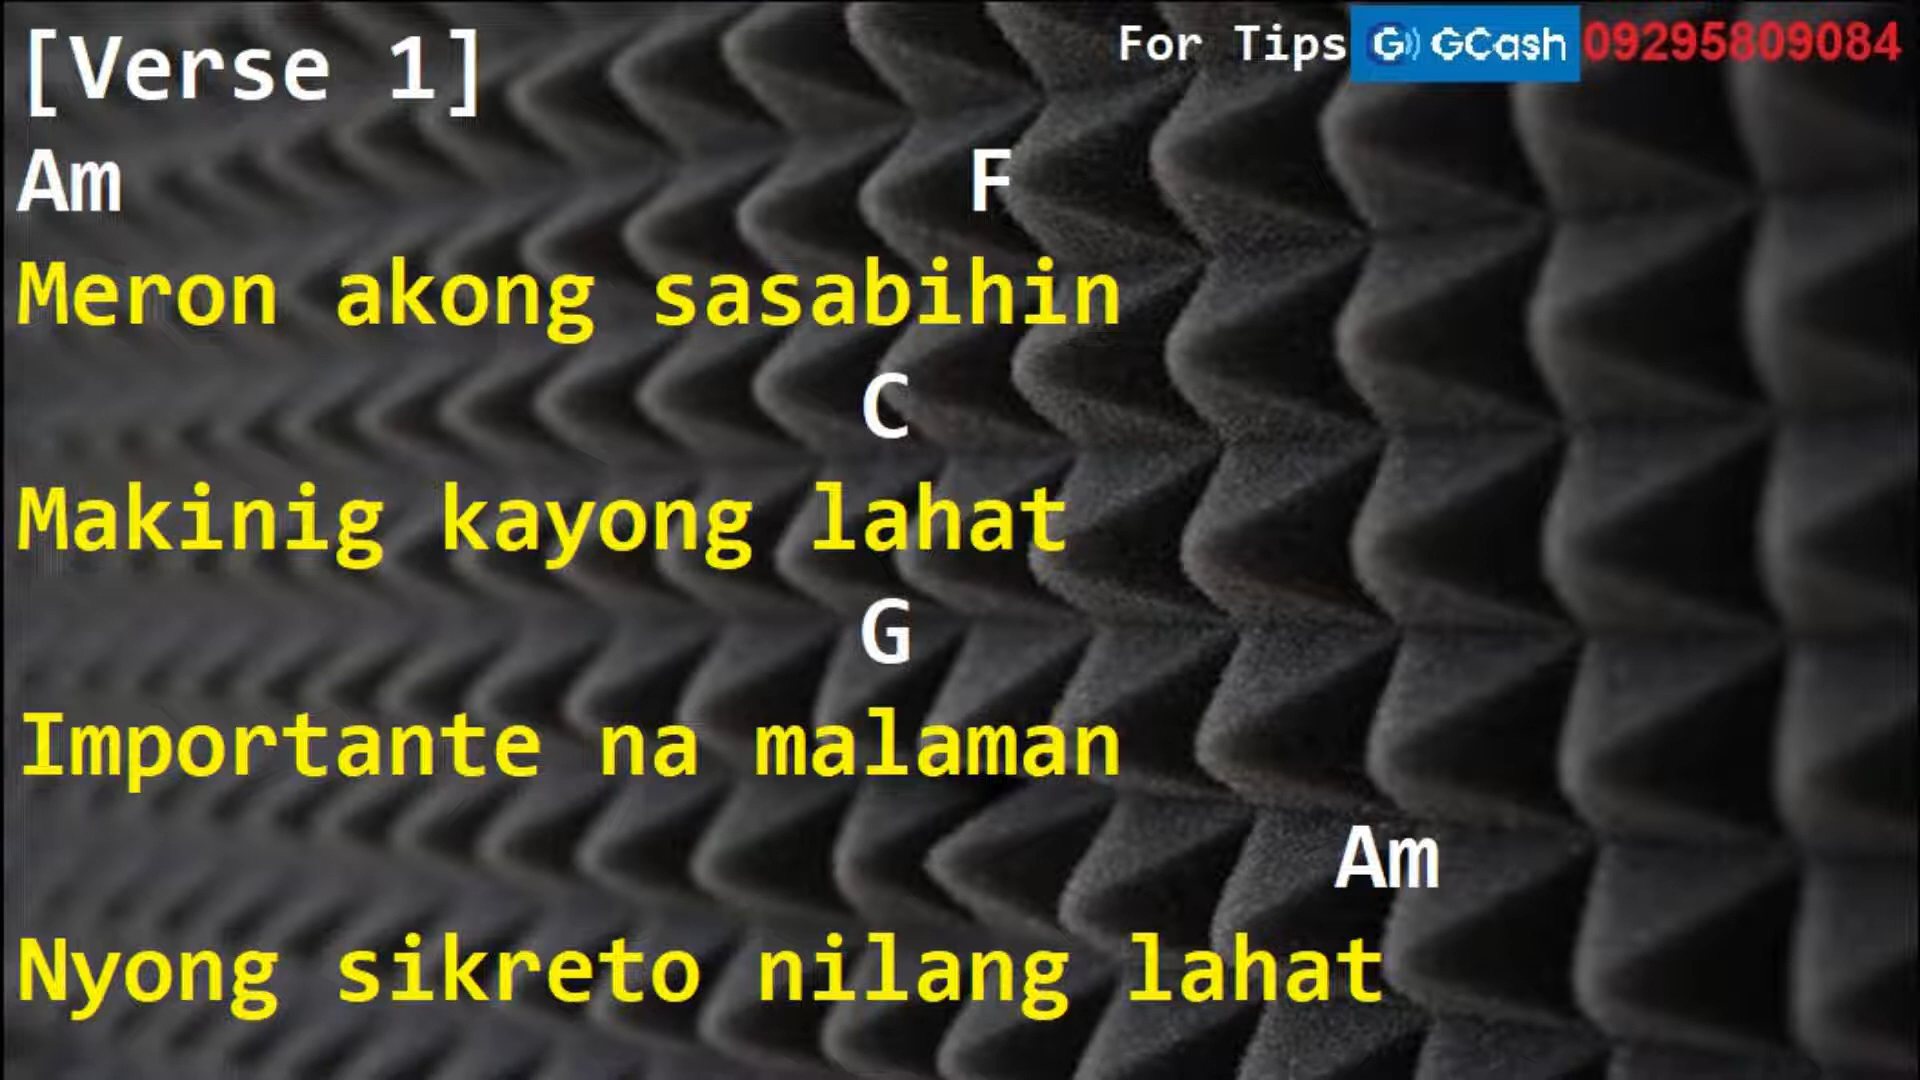 [Verse 1]
For Tips G) GCash 09295809084
Am F
Meron akong sasabihin
C
Makinig kayong lahat
G
Importante na malaman
Am
Nyong sikreto nilang lahat